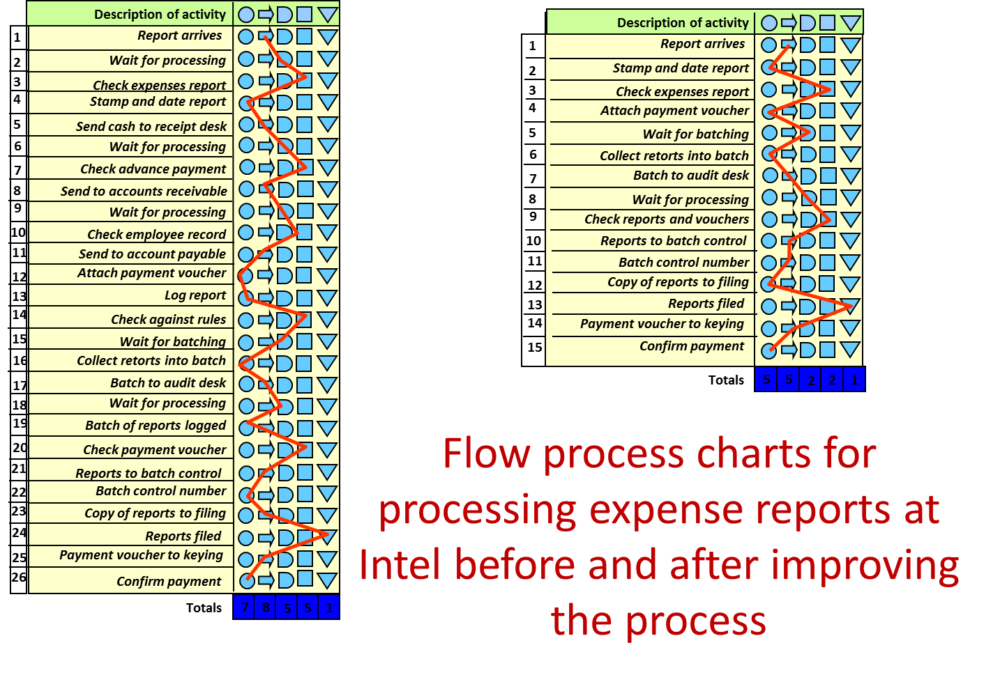 Description of activity
1 Report arrives
2 Wait for processing
3 Check expenses report
4 Stamp and date report
5 Send cash to receipt desk
6 Wait for processing
7 Check advance payment
8 Send to accounts receivable
9 Wait for processing
10 Check employee record
11 Send to account payable
12 Attach payment voucher
13 Log report
14 Check against rules
15 Wait for batching
16 Collect retorts into batch
17 Batch to audit desk
18 Wait for processing
19 Batch of reports logged
20 Check payment voucher
21 Reports to batch control
22 Batch control number
23 Copy of reports to filing
24 Reports filed
25 Payment voucher to keying
26 Confirm payment
Totals 7 8 5 5 1
Description of activity
1 Report arrives
2 Stamp and date report
3 Check expenses report
4 Attach payment voucher
5 Wait for batching
6 Collect retorts into batch
7 Batch to audit desk
8 Wait for processing
9 Check reports and vouchers
10 Reports to batch control
11 Batch control number
12 Copy of reports to filing
13 Reports filed
14 Payment voucher to keying
15 Confirm payment
Totals 5 5 2 2 1
Flow process charts for
processing expense reports at
Intel before and after improving
the process